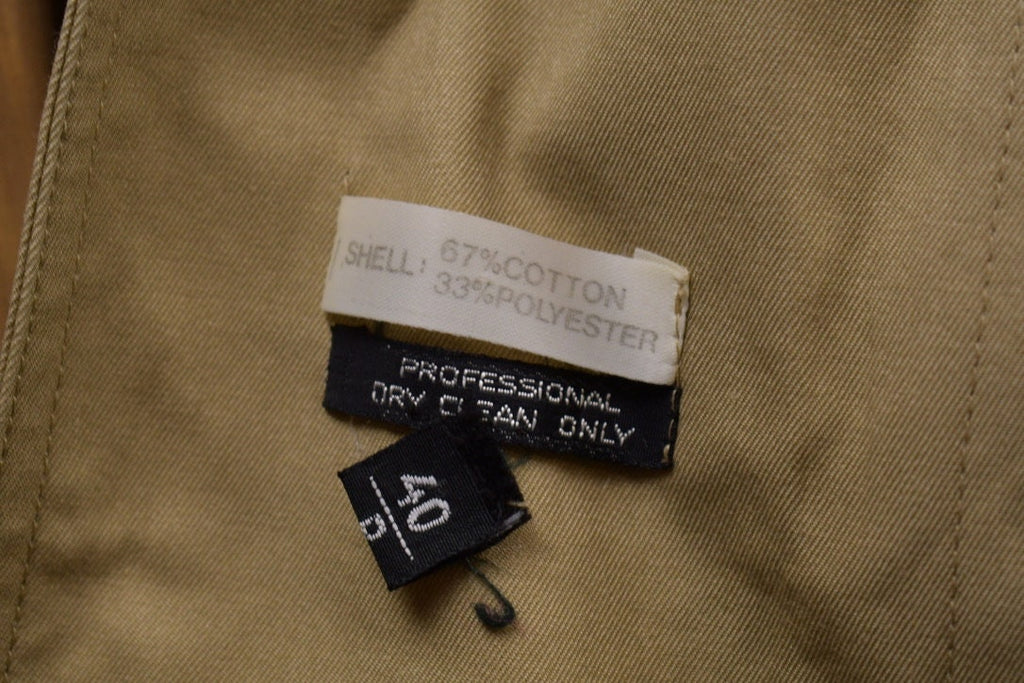 SHELL: 67%COTTON
33%POLYESTER
PROFESSIONAL
DRY CLEAN ONLY
40